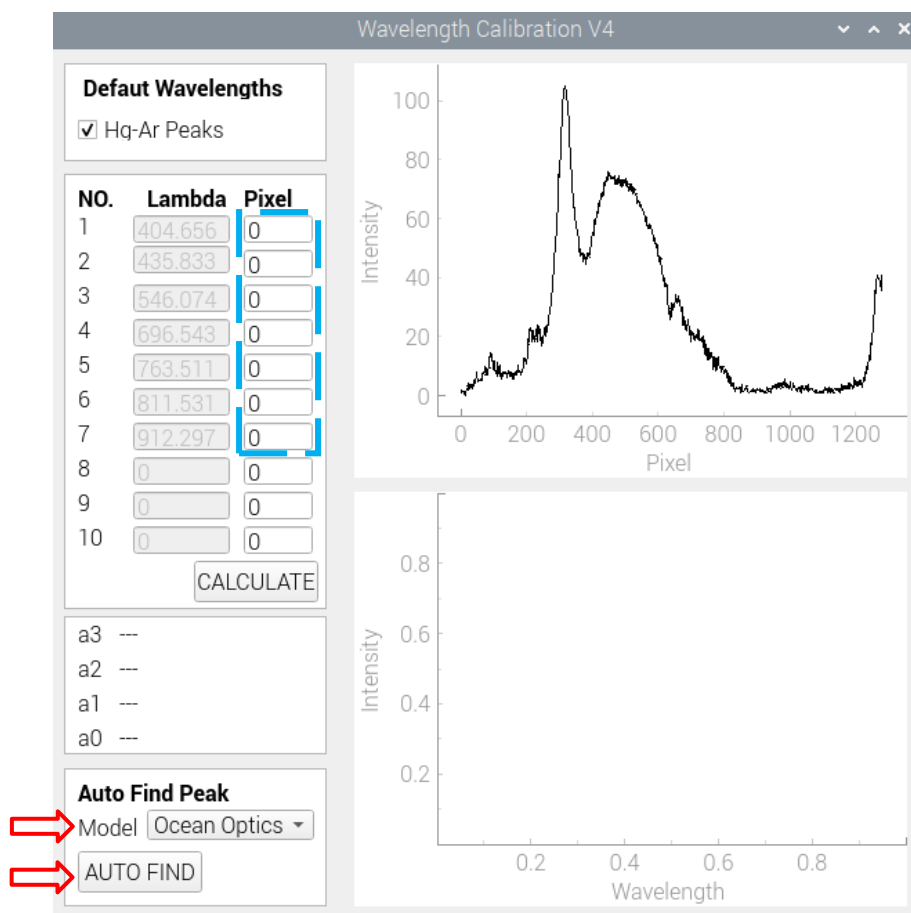 Wavelength Calibration V4
Defaut Wavelengths
Hg-Ar Peaks
NO. Lambda Pixel
1 404.656 0
2 435.833 0
3 546.074 0
4 696.543 0
5 763.511 0
6 811.531 0
7 912.297 0
8 0 0
9 0 0
10 0 0
CALCULATE
a3 ---
a2 ---
a1 ---
a0 ---
Auto Find Peak
Model Ocean Optics
AUTO FIND
100
80
60
40
20
0
Intensity
0 200 400 600 800 1000 1200
Pixel
0.8
0.6
0.4
0.2
Intensity
0.2 0.4 0.6 0.8
Wavelength